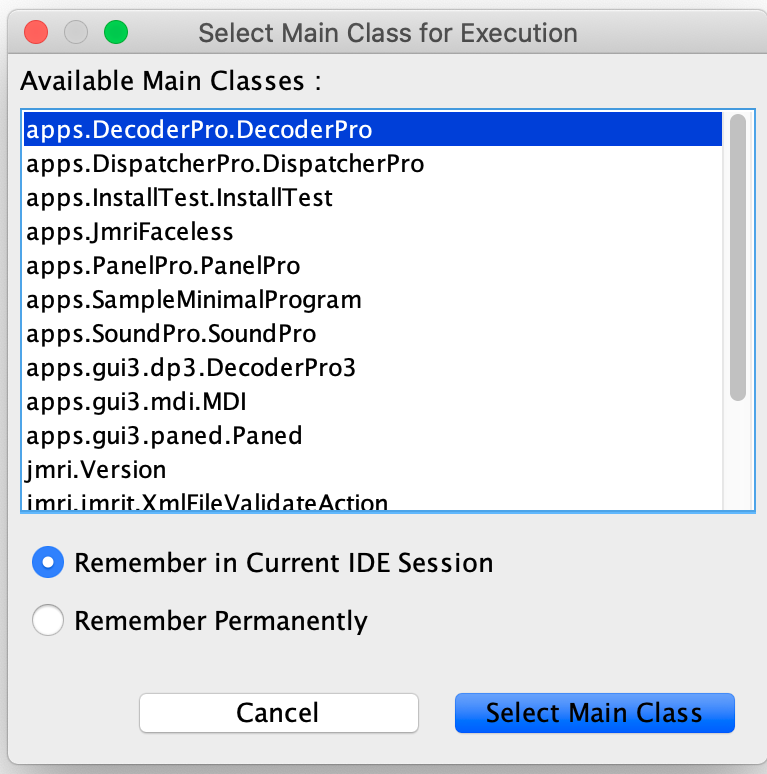 Select Main Class for Execution
Available Main Classes :
apps.DecoderPro.DecoderPro
apps.DispatcherPro.DispatcherPro
apps.InstallTest.InstallTest
apps.JmriFaceless
apps.PanelPro.PanelPro
apps.SampleMinimalProgram
apps.SoundPro.SoundPro
apps.gui3.dp3.DecoderPro3
apps.gui3.mdi.MDI
apps.gui3.paned.Paned
jmri.Version
jmri.jmrit.XmlFileValidateAction
Remember in Current IDE Session
Remember Permanently
Cancel
Select Main Class